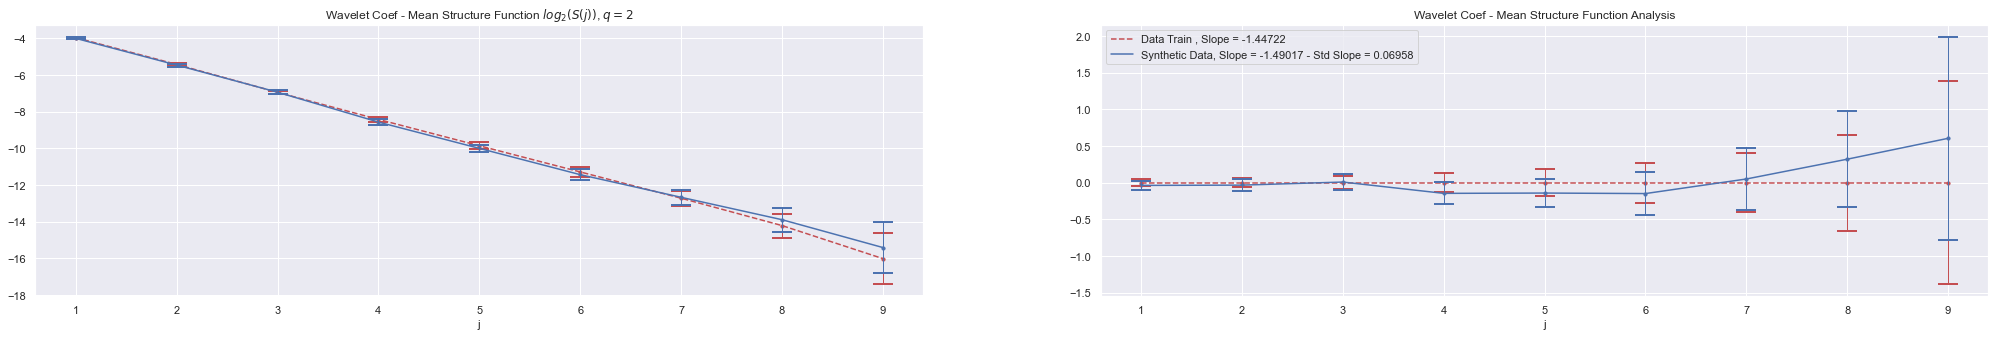 Wavelet Coef - Mean Structure Function log₂(S(j)), q = 2
−4
−6
−8
−10
−12
−14
−16
−18
1 2 3 4 5 6 7 8 9
j
Wavelet Coef - Mean Structure Function Analysis
Data Train , Slope = -1.44722
Synthetic Data, Slope = -1.49017 - Std Slope = 0.06958
2.0
1.5
1.0
0.5
0.0
−0.5
−1.0
−1.5
1 2 3 4 5 6 7 8 9
j